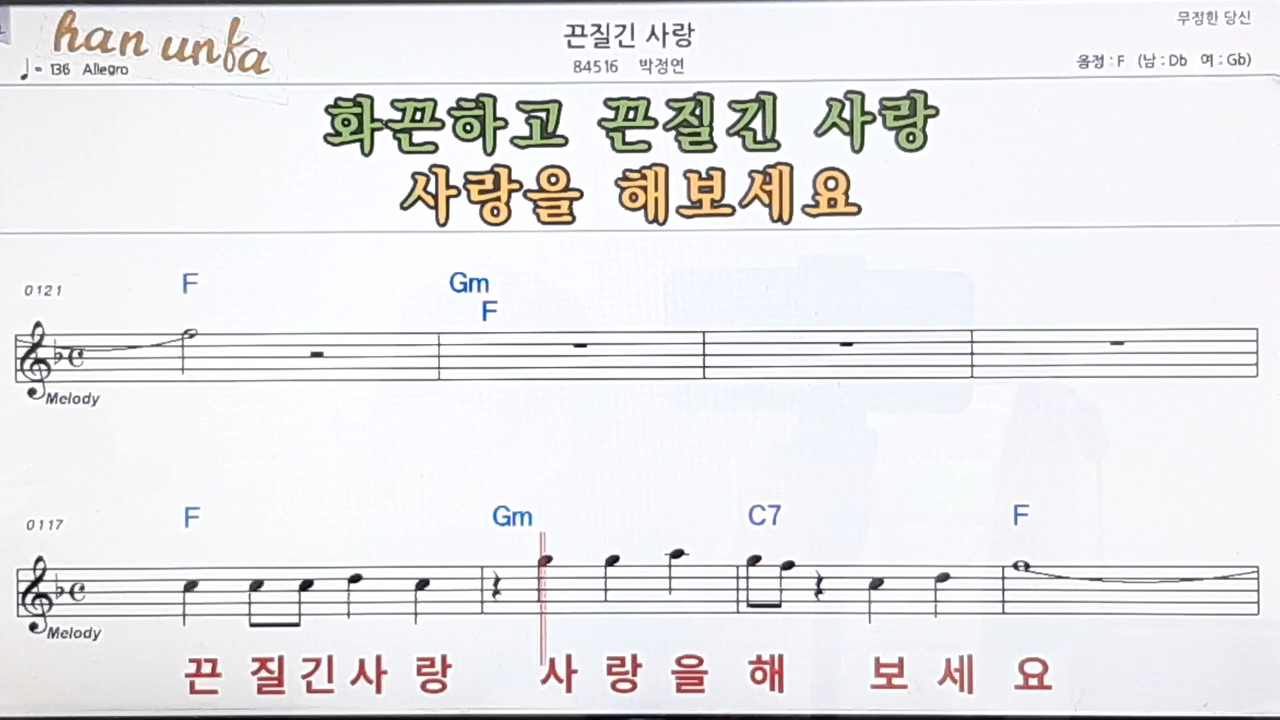 han unfa
♩= 136 Allegro
끈질긴 사랑
84516 박정연
무정한 당신
음정 : F (남 : Db 여 : Gb)
화끈하고 끈질긴 사랑
사랑을 해보세요
0121 F Gm
F
Melody
0117 F Gm C7 F
Melody
끈 질 긴 사 랑 사 랑 을 해 보 세 요